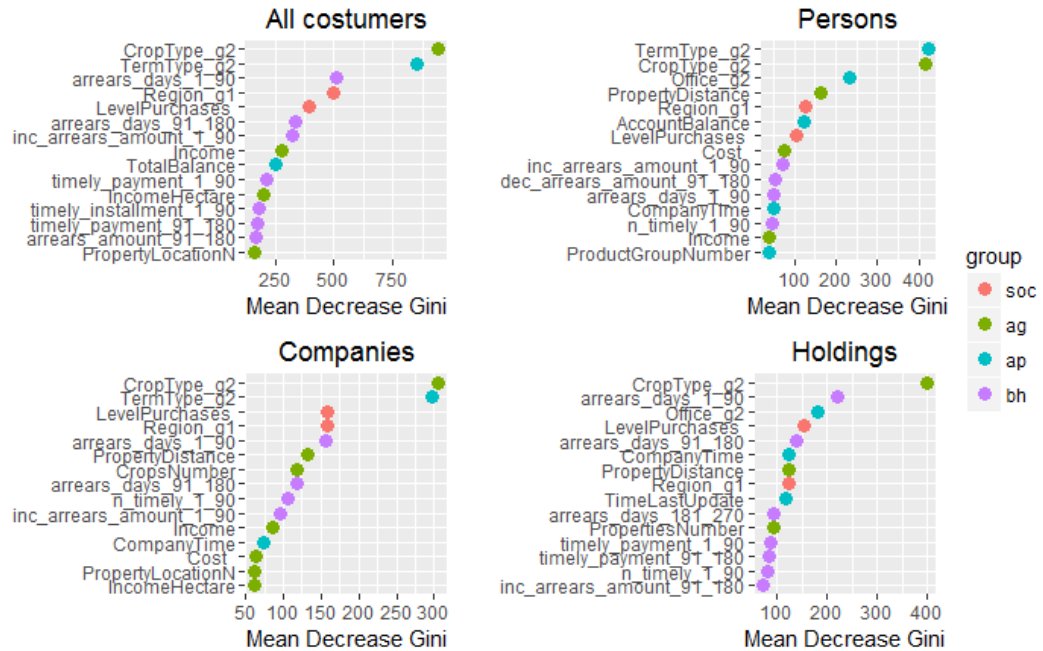 All costumers
CropType_g2
TermType_g2
arrears_days_1_90
Region_g1
LevelPurchases
arrears_days_91_180
inc_arrears_amount_1_90
Income
TotalBalance
timely_payment_1_90
IncomeHectare
timely_installment_1_90
timely_payment_91_180
arrears_amount_91_180
PropertyLocationN
250 500 750
Mean Decrease Gini
Persons
TermType_g2
CropType_g2
Office_g2
PropertyDistance
Region_g1
AccountBalance
LevelPurchases
Cost
inc_arrears_amount_1_90
dec_arrears_amount_91_180
arrears_days_1_90
CompanyTime
n_timely_1_90
Income
ProductGroupNumber
100 200 300 400
Mean Decrease Gini
Companies
CropType_g2
TermType_g2
LevelPurchases
Region_g1
arrears_days_1_90
PropertyDistance
CropsNumber
arrears_days_91_180
n_timely_1_90
inc_arrears_amount_1_90
Income
CompanyTime
Cost
PropertyLocationN
IncomeHectare
50 100 150 200 250 300
Mean Decrease Gini
Holdings
CropType_g2
arrears_days_1_90
Office_g2
LevelPurchases
arrears_days_91_180
CompanyTime
PropertyDistance
Region_g1
TimeLastUpdate
arrears_days_181_270
PropertiesNumber
timely_payment_1_90
timely_payment_91_180
n_timely_1_90
inc_arrears_amount_91_180
100 200 300 400
Mean Decrease Gini
group
soc
ag
ap
bh